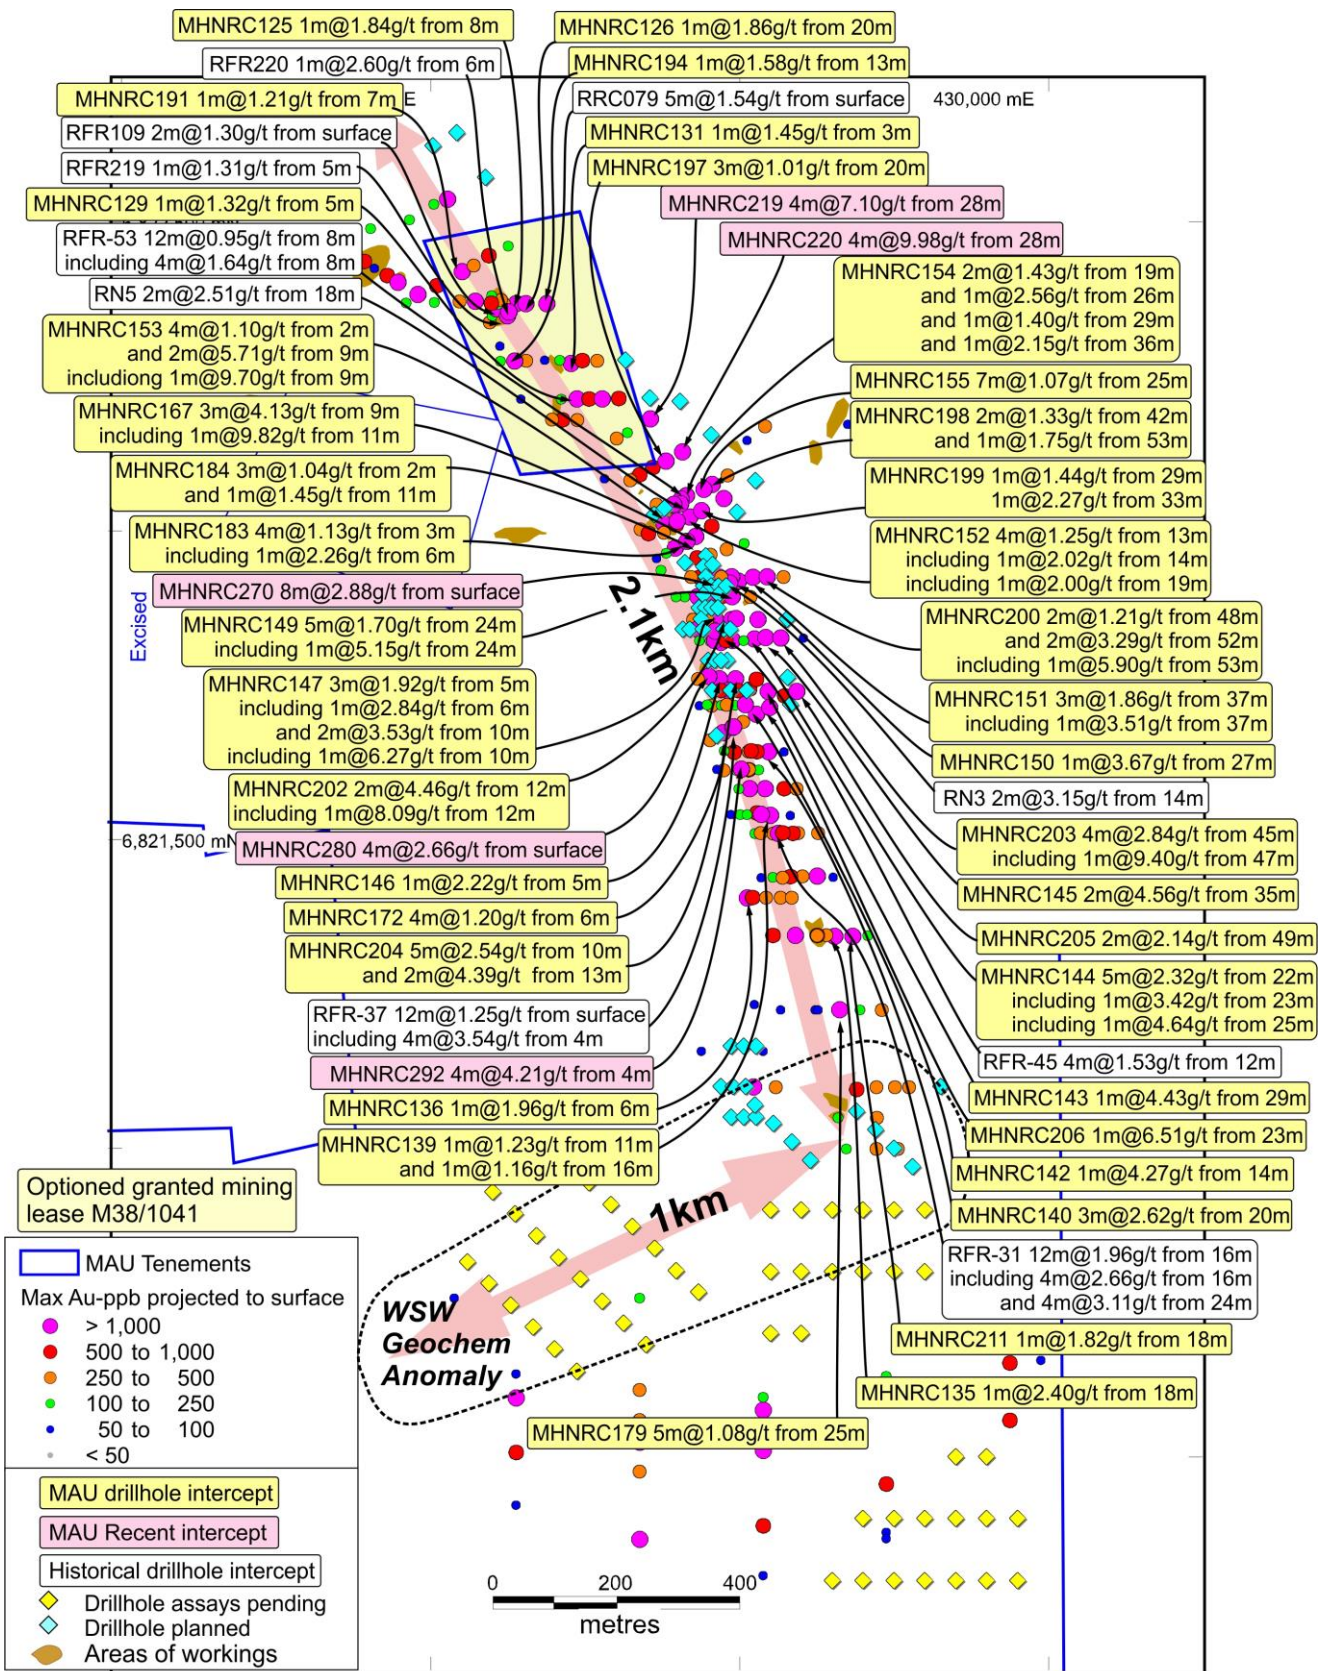 MHNRC125 1m@1.84g/t from 8m
MHNRC126 1m@1.86g/t from 20m
RFR220 1m@2.60g/t from 6m
MHNRC194 1m@1.58g/t from 13m
MHNRC191 1m@1.21g/t from 7m
E
RRC079 5m@1.54g/t from surface
430,000 mE
RFR109 2m@1.30g/t from surface
MHNRC131 1m@1.45g/t from 3m
RFR219 1m@1.31g/t from 5m
MHNRC197 3m@1.01g/t from 20m
MHNRC129 1m@1.32g/t from 5m
MHNRC219 4m@7.10g/t from 28m
RFR-53 12m@0.95g/t from 8m
including 4m@1.64g/t from 8m
MHNRC220 4m@9.98g/t from 28m
RN5 2m@2.51g/t from 18m
MHNRC154 2m@1.43g/t from 19m
and 1m@2.56g/t from 26m
and 1m@1.40g/t from 29m
and 1m@2.15g/t from 36m
MHNRC153 4m@1.10g/t from 2m
and 2m@5.71g/t from 9m
includiong 1m@9.70g/t from 9m
MHNRC155 7m@1.07g/t from 25m
MHNRC167 3m@4.13g/t from 9m
including 1m@9.82g/t from 11m
MHNRC198 2m@1.33g/t from 42m
and 1m@1.75g/t from 53m
MHNRC184 3m@1.04g/t from 2m
and 1m@1.45g/t from 11m
MHNRC199 1m@1.44g/t from 29m
1m@2.27g/t from 33m
MHNRC183 4m@1.13g/t from 3m
including 1m@2.26g/t from 6m
MHNRC152 4m@1.25g/t from 13m
including 1m@2.02g/t from 14m
including 1m@2.00g/t from 19m
MHNRC270 8m@2.88g/t from surface
Excised
2.1km
MHNRC149 5m@1.70g/t from 24m
including 1m@5.15g/t from 24m
MHNRC200 2m@1.21g/t from 48m
and 2m@3.29g/t from 52m
including 1m@5.90g/t from 53m
MHNRC147 3m@1.92g/t from 5m
including 1m@2.84g/t from 6m
and 2m@3.53g/t from 10m
including 1m@6.27g/t from 10m
MHNRC151 3m@1.86g/t from 37m
including 1m@3.51g/t from 37m
MHNRC150 1m@3.67g/t from 27m
MHNRC202 2m@4.46g/t from 12m
including 1m@8.09g/t from 12m
RN3 2m@3.15g/t from 14m
6,821,500 mN
MHNRC280 4m@2.66g/t from surface
MHNRC203 4m@2.84g/t from 45m
including 1m@9.40g/t from 47m
MHNRC146 1m@2.22g/t from 5m
MHNRC145 2m@4.56g/t from 35m
MHNRC172 4m@1.20g/t from 6m
MHNRC205 2m@2.14g/t from 49m
MHNRC204 5m@2.54g/t from 10m
and 2m@4.39g/t from 13m
MHNRC144 5m@2.32g/t from 22m
including 1m@3.42g/t from 23m
including 1m@4.64g/t from 25m
RFR-37 12m@1.25g/t from surface
including 4m@3.54g/t from 4m
RFR-45 4m@1.53g/t from 12m
MHNRC292 4m@4.21g/t from 4m
MHNRC143 1m@4.43g/t from 29m
MHNRC136 1m@1.96g/t from 6m
MHNRC206 1m@6.51g/t from 23m
MHNRC139 1m@1.23g/t from 11m
and 1m@1.16g/t from 16m
MHNRC142 1m@4.27g/t from 14m
Optioned granted mining
lease M38/1041
1km
MHNRC140 3m@2.62g/t from 20m
RFR-31 12m@1.96g/t from 16m
including 4m@2.66g/t from 16m
and 4m@3.11g/t from 24m
MAU Tenements
Max Au-ppb projected to surface
> 1,000
500 to 1,000
250 to 500
100 to 250
50 to 100
< 50
WSW
Geochem
Anomaly
MHNRC211 1m@1.82g/t from 18m
MHNRC135 1m@2.40g/t from 18m
MHNRC179 5m@1.08g/t from 25m
MAU drillhole intercept
MAU Recent intercept
Historical drillhole intercept
Drillhole assays pending
Drillhole planned
Areas of workings
0 200 400
metres